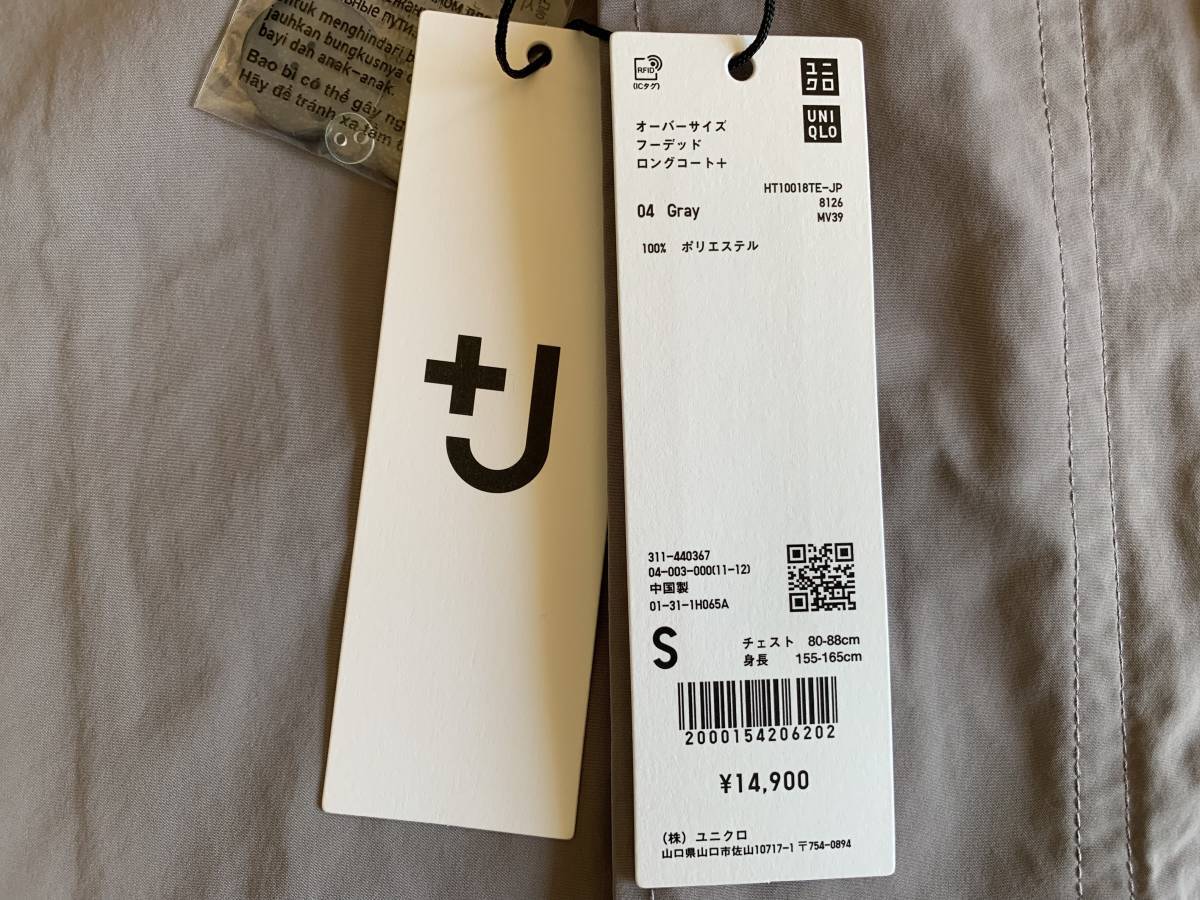 ntuk menghindari b
jauhkan bungkusnya d
bayi dan anak-anak.
Bao bì có thể gây ng
Hãy để tránh xa tầm
+J
RFID
(ICタグ)
ユニ
クロ
UNI
QLO
オーバーサイズ
フーデッド
ロングコート+
HT10018TE-JP
8126
MV39
04 Gray
100% ポリエステル
311-440367
04-003-000(11-12)
中国製
01-31-1H065A
S
チェスト 80-88cm
身長 155-165cm
2000154206202
¥14,900
(株) ユニクロ
山口県山口市佐山10717-1 〒754-0894